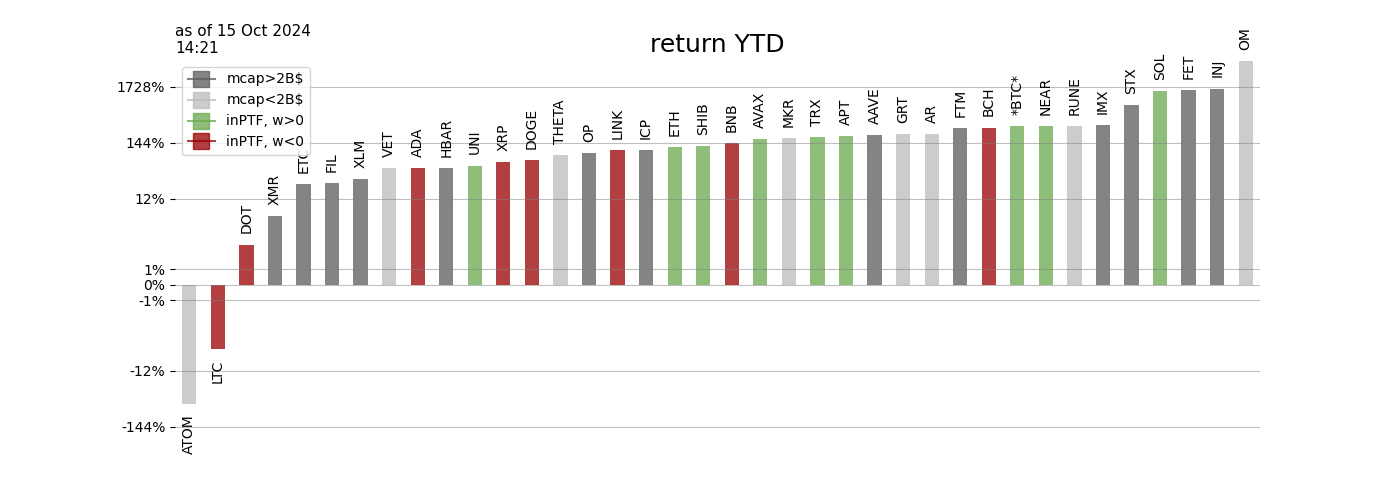 as of 15 Oct 2024
14:21
return YTD
mcap>2B$
mcap<2B$
inPTF, w>0
inPTF, w<0
1728%
144%
12%
1%
0%
-1%
-12%
-144%
ATOM
LTC
DOT
XMR
ETC
FIL
XLM
VET
ADA
HBAR
UNI
XRP
DOGE
THETA
OP
LINK
ICP
ETH
SHIB
BNB
AVAX
MKR
TRX
APT
AAVE
GRT
AR
FTM
BCH
*BTC*
NEAR
RUNE
IMX
STX
SOL
FET
INJ
OM